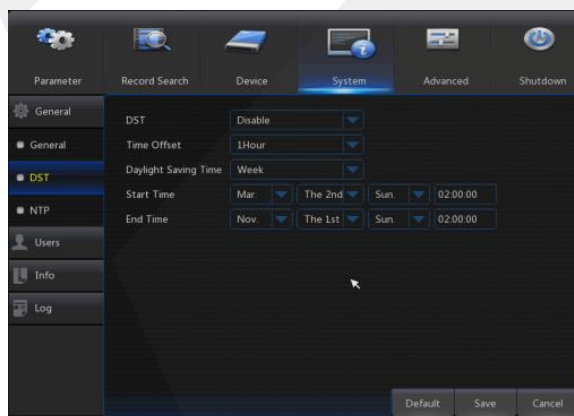 Parameter Record Search Device System Advanced Shutdown
General
General
DST
NTP
Users
Info
Log
DST Disable
Time Offset 1Hour
Daylight Saving Time Week
Start Time Mar. The 2nd Sun. 02:00:00
End Time Nov. The 1st Sun. 02:00:00
Default Save Cancel